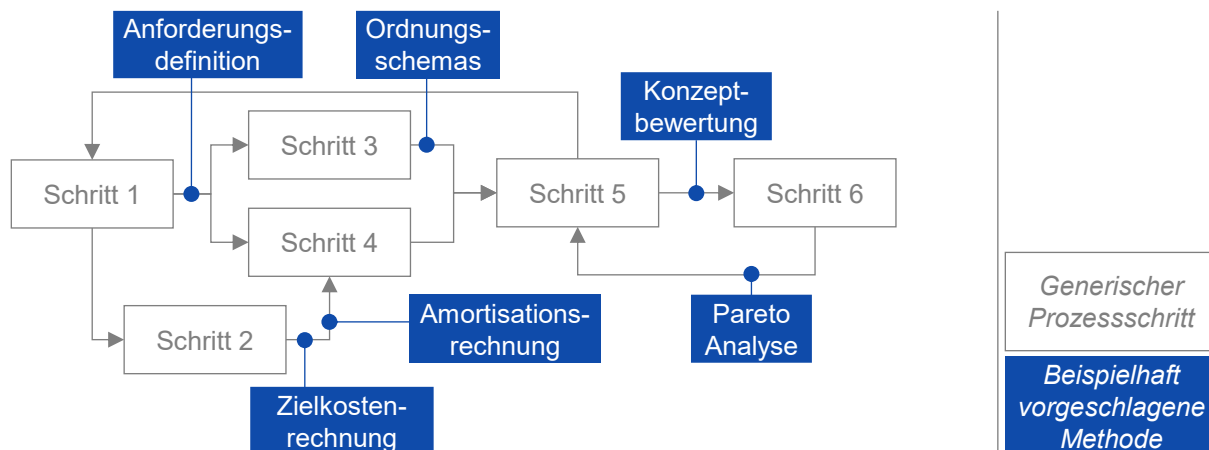 Anforderungs-
definition
Ordnungs-
schemas
Konzept-
bewertung
Schritt 3
Schritt 1
Schritt 5
Schritt 6
Schritt 4
Schritt 2
Amortisations-
rechnung
Pareto
Analyse
Zielkosten-
rechnung
Generischer
Prozessschritt
Beispielhaft
vorgeschlagene
Methode